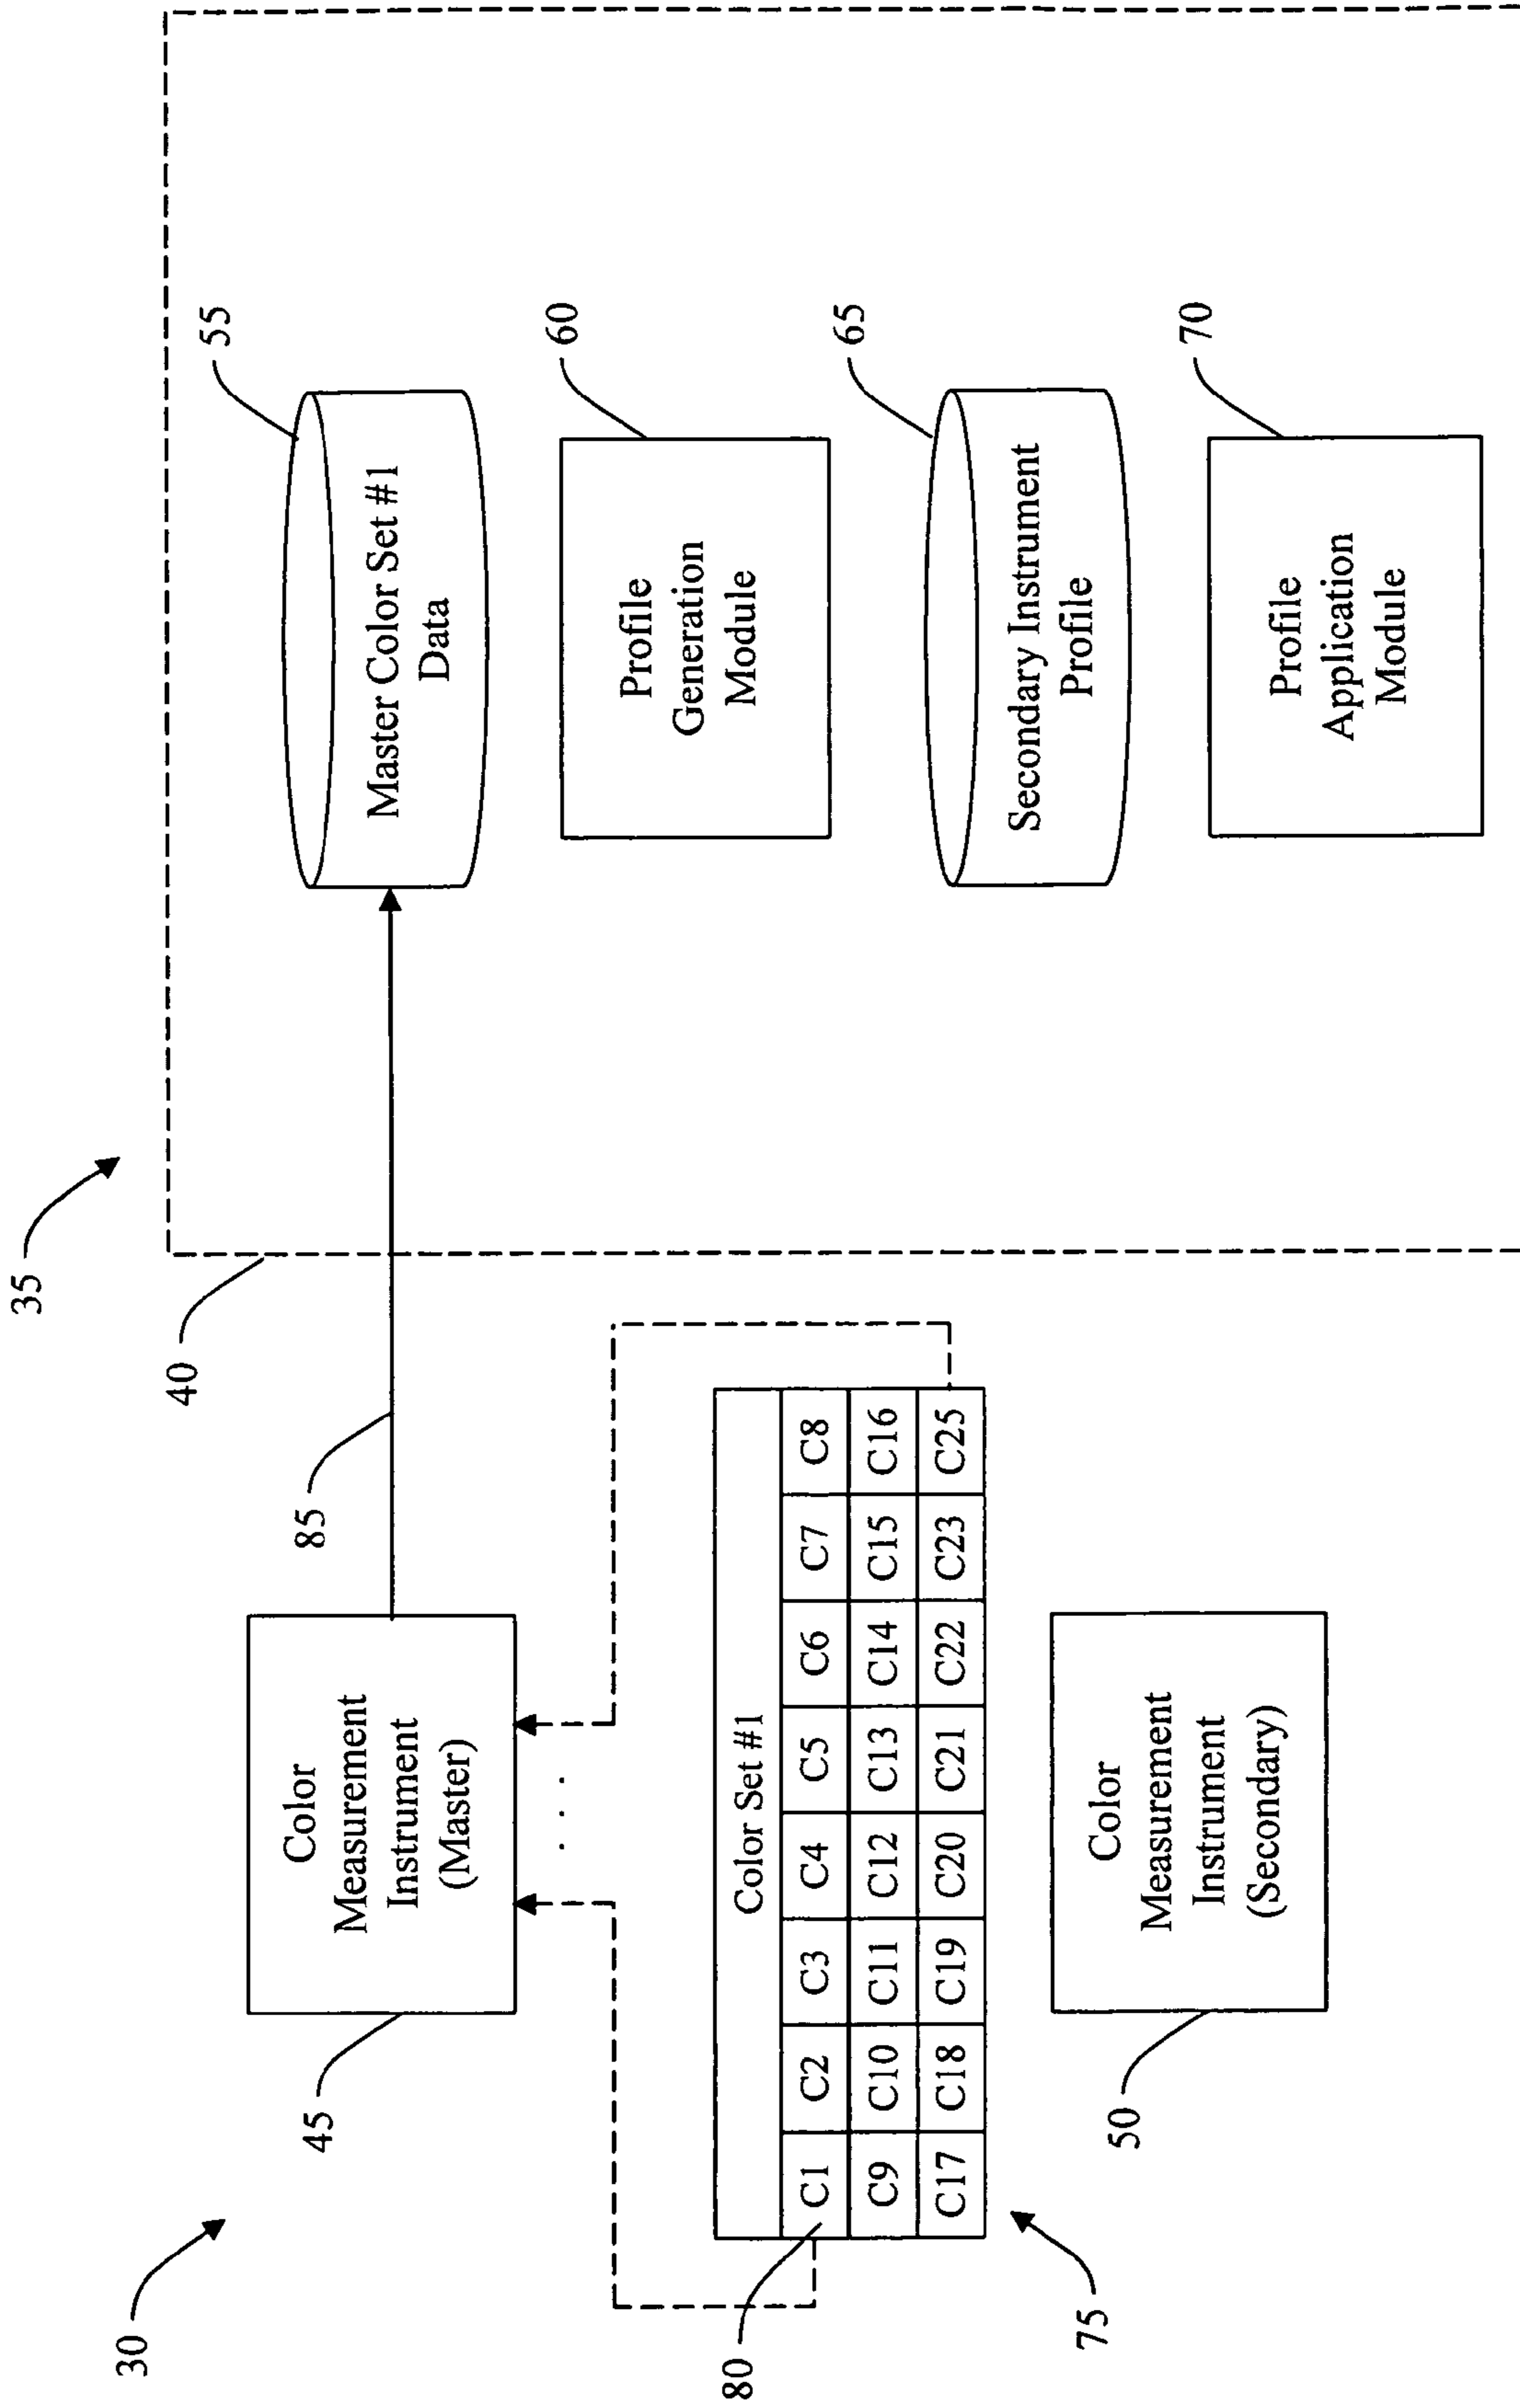 35
30
40
85
45
Color
Measurement
Instrument
(Master)
. . .
55
Master Color Set #1
Data
60
Profile
Generation
Module
80
Color Set #1
C1 C2 C3 C4 C5 C6 C7 C8
C9 C10 C11 C12 C13 C14 C15 C16
C17 C18 C19 C20 C21 C22 C23 C25
75
50
Color
Measurement
Instrument
(Secondary)
65
Secondary Instrument
Profile
70
Profile
Application
Module